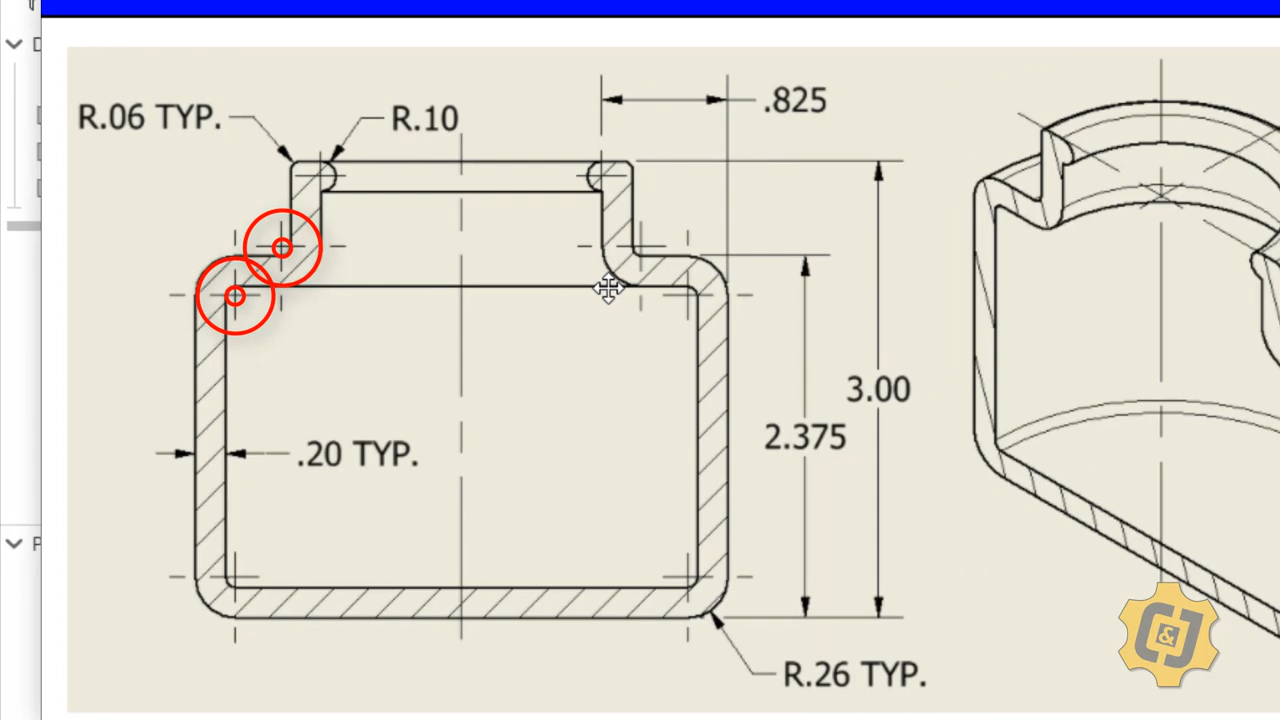 R.06 TYP.
R.10
.825
3.00
2.375
.20 TYP.
R.26 TYP.
C&J